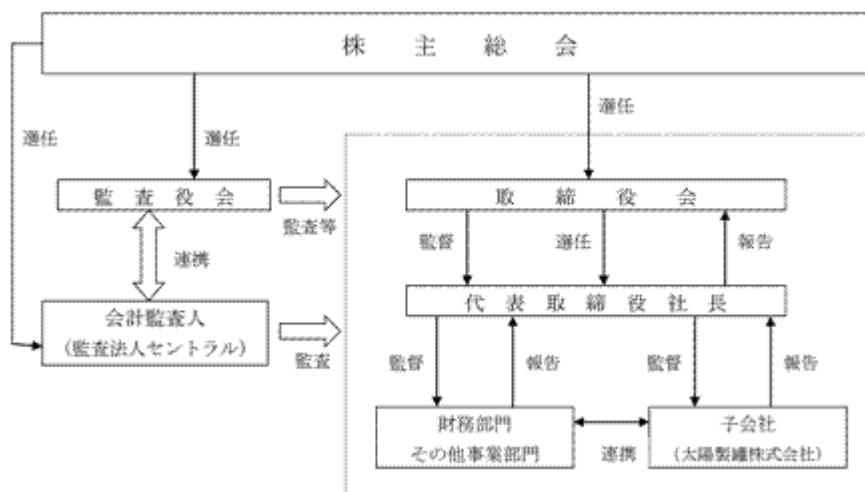 株主総会
選任
選任
選任
監査役会
監査等
取締役会
連携
監督
選任
報告
会計監査人
(監査法人セントラル)
監査
代表取締役社長
監督
報告
監督
報告
財務部門
その他事業部門
連携
子会社
(太陽製罐株式会社)